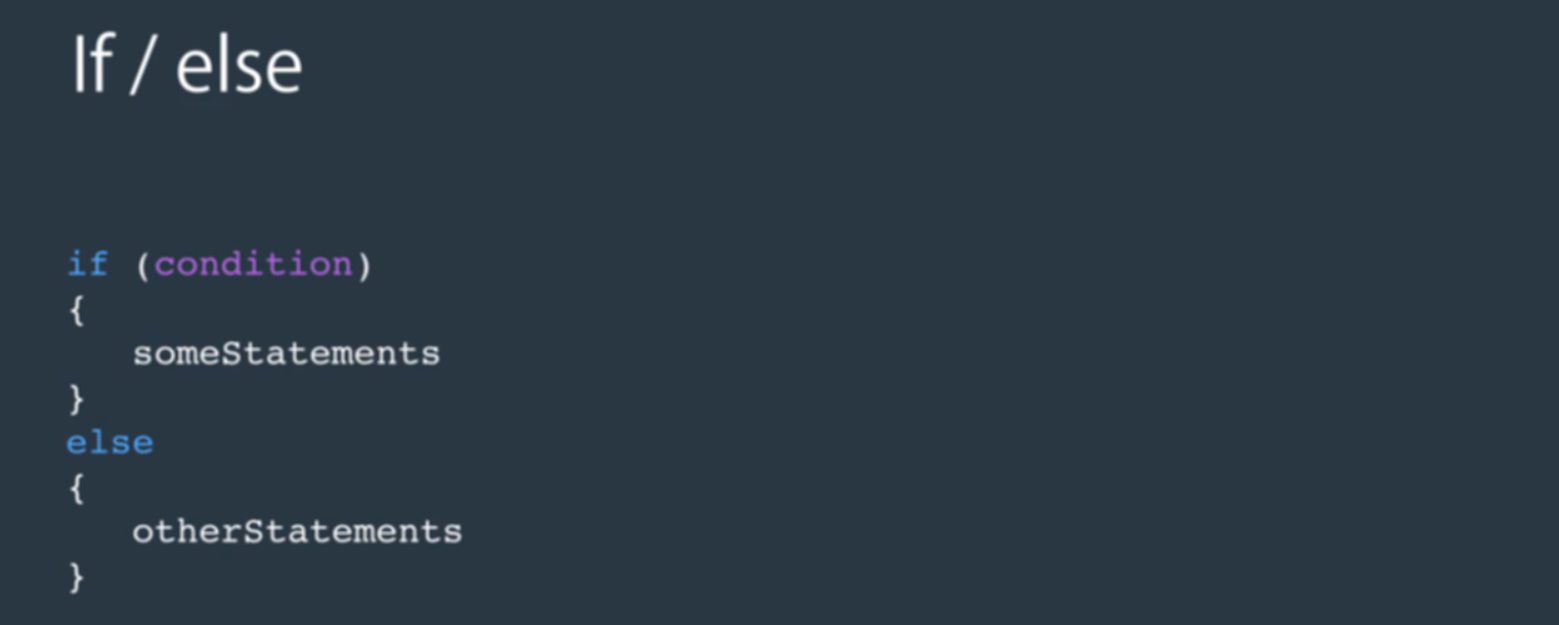 If / else
if (condition)
{
   someStatements
}
else
{
   otherStatements
}